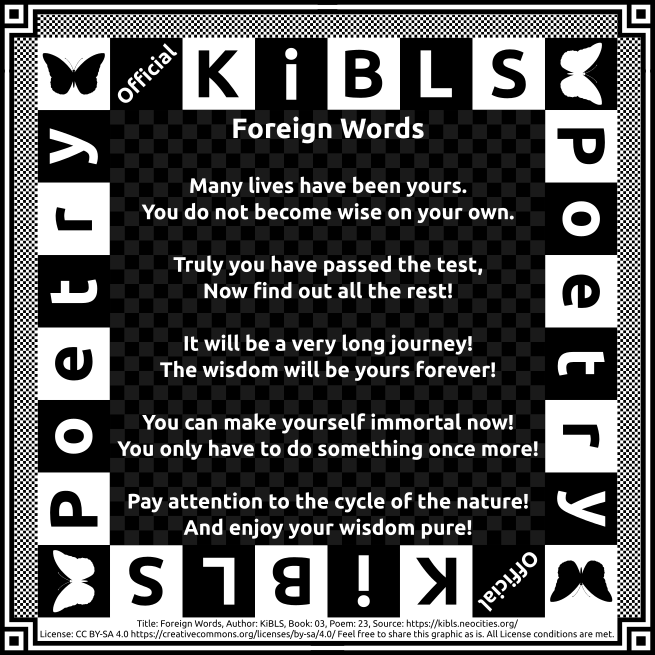 Official KiBLS
Poetry
Poetry
Foreign Words
Many lives have been yours.
You do not become wise on your own.
Truly you have passed the test,
Now find out all the rest!
It will be a very long journey!
The wisdom will be yours forever!
You can make yourself immortal now!
You only have to do something once more!
Pay attention to the cycle of the nature!
And enjoy your wisdom pure!
Official KiBLS
Title: Foreign Words, Author: KiBLS, Book: 03, Poem: 23, Source: https://kibls.neocities.org/
License: CC BY-SA 4.0 https://creativecommons.org/licenses/by-sa/4.0/ Feel free to share this graphic as is. All License conditions are met.